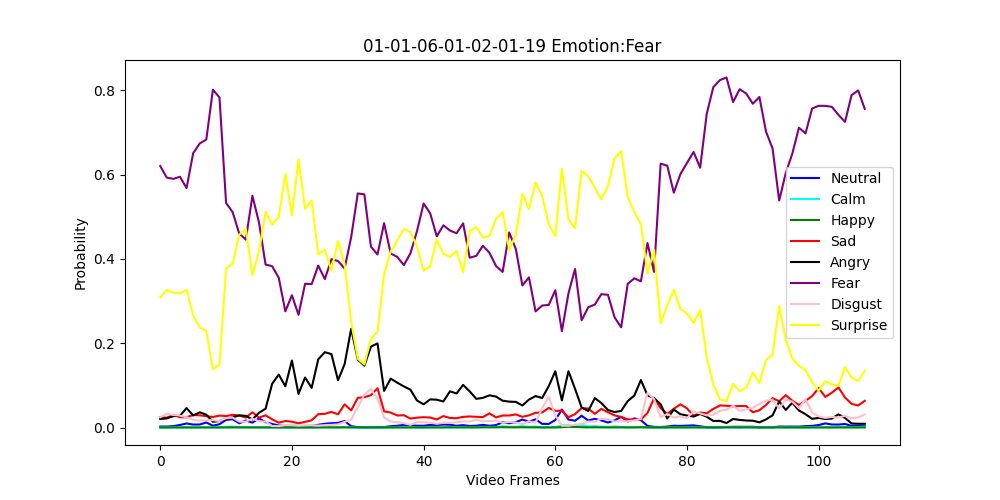 01-01-06-01-02-01-19 Emotion:Fear
Probability
0.8
0.6
0.4
0.2
0.0
0
20
40
60
80
100
Video Frames
Neutral
Calm
Happy
Sad
Angry
Fear
Disgust
Surprise